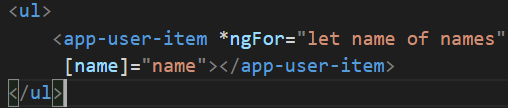 <ul>
<app-user-item *ngFor="let name of names"
[name]="name"></app-user-item>
</ul>